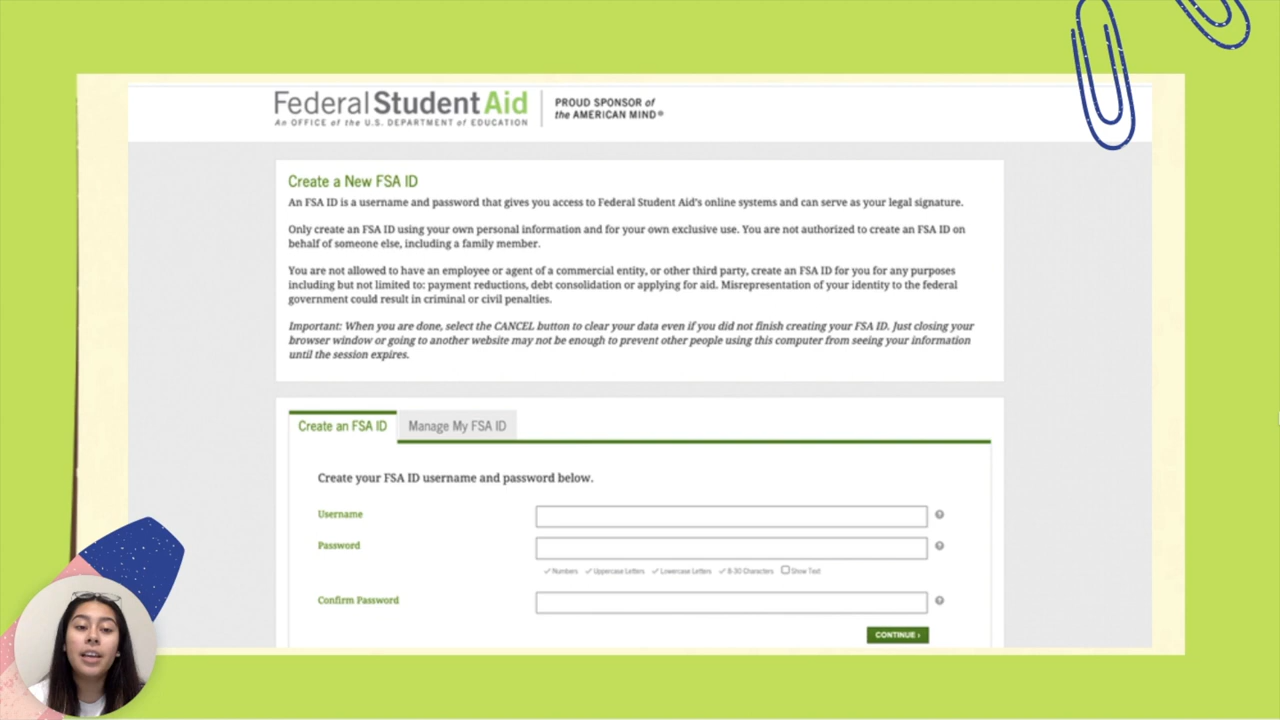 Federal Student Aid
An OFFICE of the U.S. DEPARTMENT of EDUCATION
PROUD SPONSOR of
the AMERICAN MIND®
Create a New FSA ID
An FSA ID is a username and password that gives you access to Federal Student Aid's online systems and can serve as your legal signature.
Only create an FSA ID using your own personal information and for your own exclusive use. You are not authorized to create an FSA ID on
behalf of someone else, including a family member.
You are not allowed to have an employee or agent of a commercial entity, or other third party, create an FSA ID for you for any purposes
including but not limited to: payment reductions, debt consolidation or applying for aid. Misrepresentation of your identity to the federal
government could result in criminal or civil penalties.
Important: When you are done, select the CANCEL button to clear your data even if you did not finish creating your FSA ID. Just closing your
browser window or going to another website may not be enough to prevent other people using this computer from seeing your information
until the session expires.
Create an FSA ID
Manage My FSA ID
Create your FSA ID username and password below.
Username
Password
Numbers Uppercase Letters Lowercase Letters 8-30 Characters Show Text
Confirm Password
CONTINUE ›